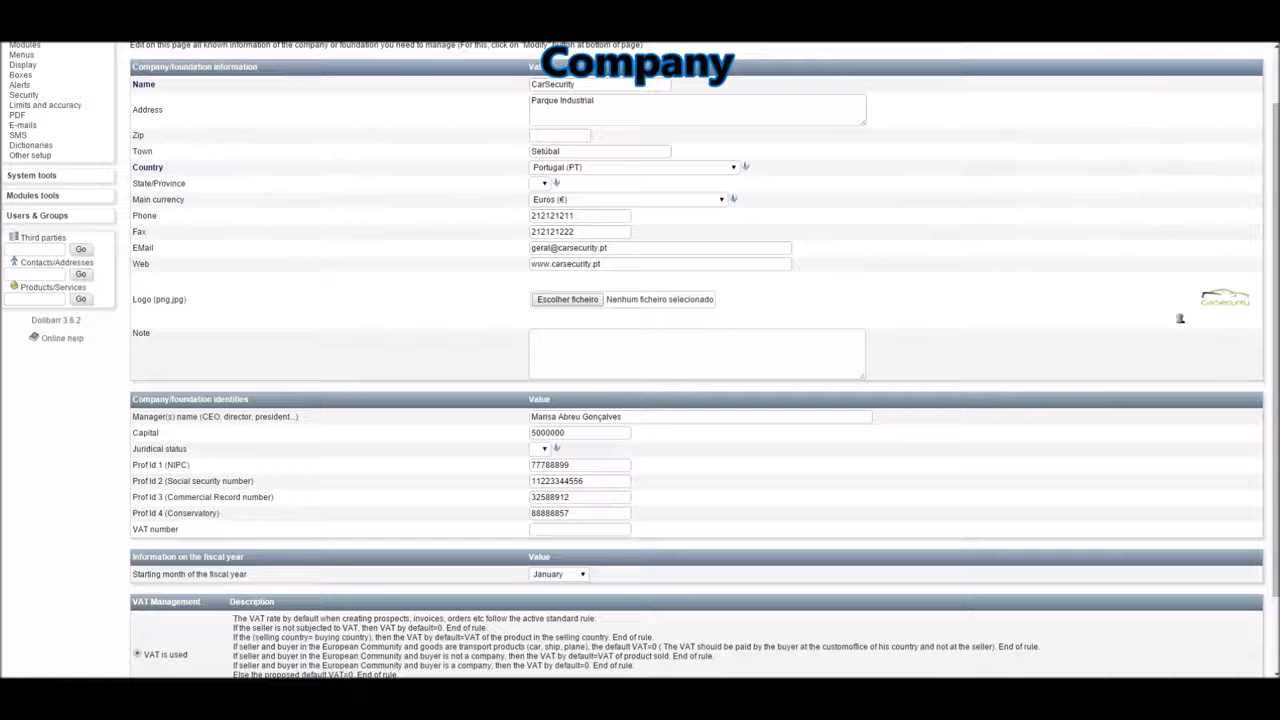 Modules
Edit on this page all known information of the company or foundation you need to manage (For this, click on "Modify" button at bottom of page)
Company
Menus
Display
Boxes
Alerts
Security
Limits and accuracy
PDF
E-mails
SMS
Dictionaries
Other setup
System tools
Modules tools
Users & Groups
Third parties
Go
Contacts/Addresses
Go
Products/Services
Go
Dolibarr 3.6.2
Online help
Company/foundation information
Name CarSecurity
Address Parque Industrial
Zip
Town Setúbal
Country Portugal (PT)
State/Province
Main currency Euros (€)
Phone 212121211
Fax 212121222
EMail geral@carsecurity.pt
Web www.carsecurity.pt
Logo (png,jpg) Escolher ficheiro Nenhum ficheiro selecionado CarSecurity
Note
Company/foundation identities Value
Manager(s) name (CEO, director, president...) Marisa Abreu Gonçalves
Capital 5000000
Juridical status
Prof Id 1 (NIPC) 77788899
Prof Id 2 (Social security number) 11223344556
Prof Id 3 (Commercial Record number) 32588912
Prof Id 4 (Conservatory) 88888857
VAT number
Information on the fiscal year Value
Starting month of the fiscal year January
VAT Management Description
VAT is used
The VAT rate by default when creating prospects, invoices, orders etc follow the active standard rule:
If the seller is not subjected to VAT, then VAT by default=0. End of rule.
If the (selling country= buying country), then the VAT by default=VAT of the product in the selling country. End of rule.
If seller and buyer in the European Community and goods are transport products (car, ship, plane), the default VAT=0 ( The VAT should be paid by the buyer at the customoffice of his country and not at the seller). End of rule.
If seller and buyer in the European Community and buyer is not a company, then the VAT by default=VAT of product sold. End of rule.
If seller and buyer in the European Community and buyer is a company, then the VAT by default=0. End of rule.
Else the proposed default VAT=0. End of rule.